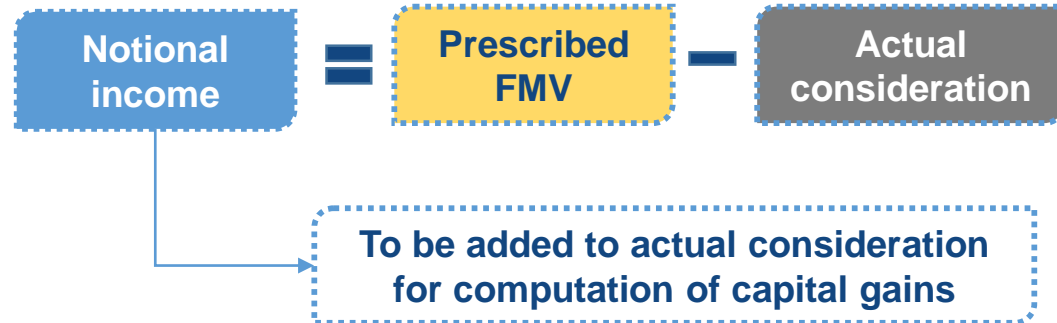 Notional
income
=
Prescribed
FMV
−
Actual
consideration
To be added to actual consideration
for computation of capital gains